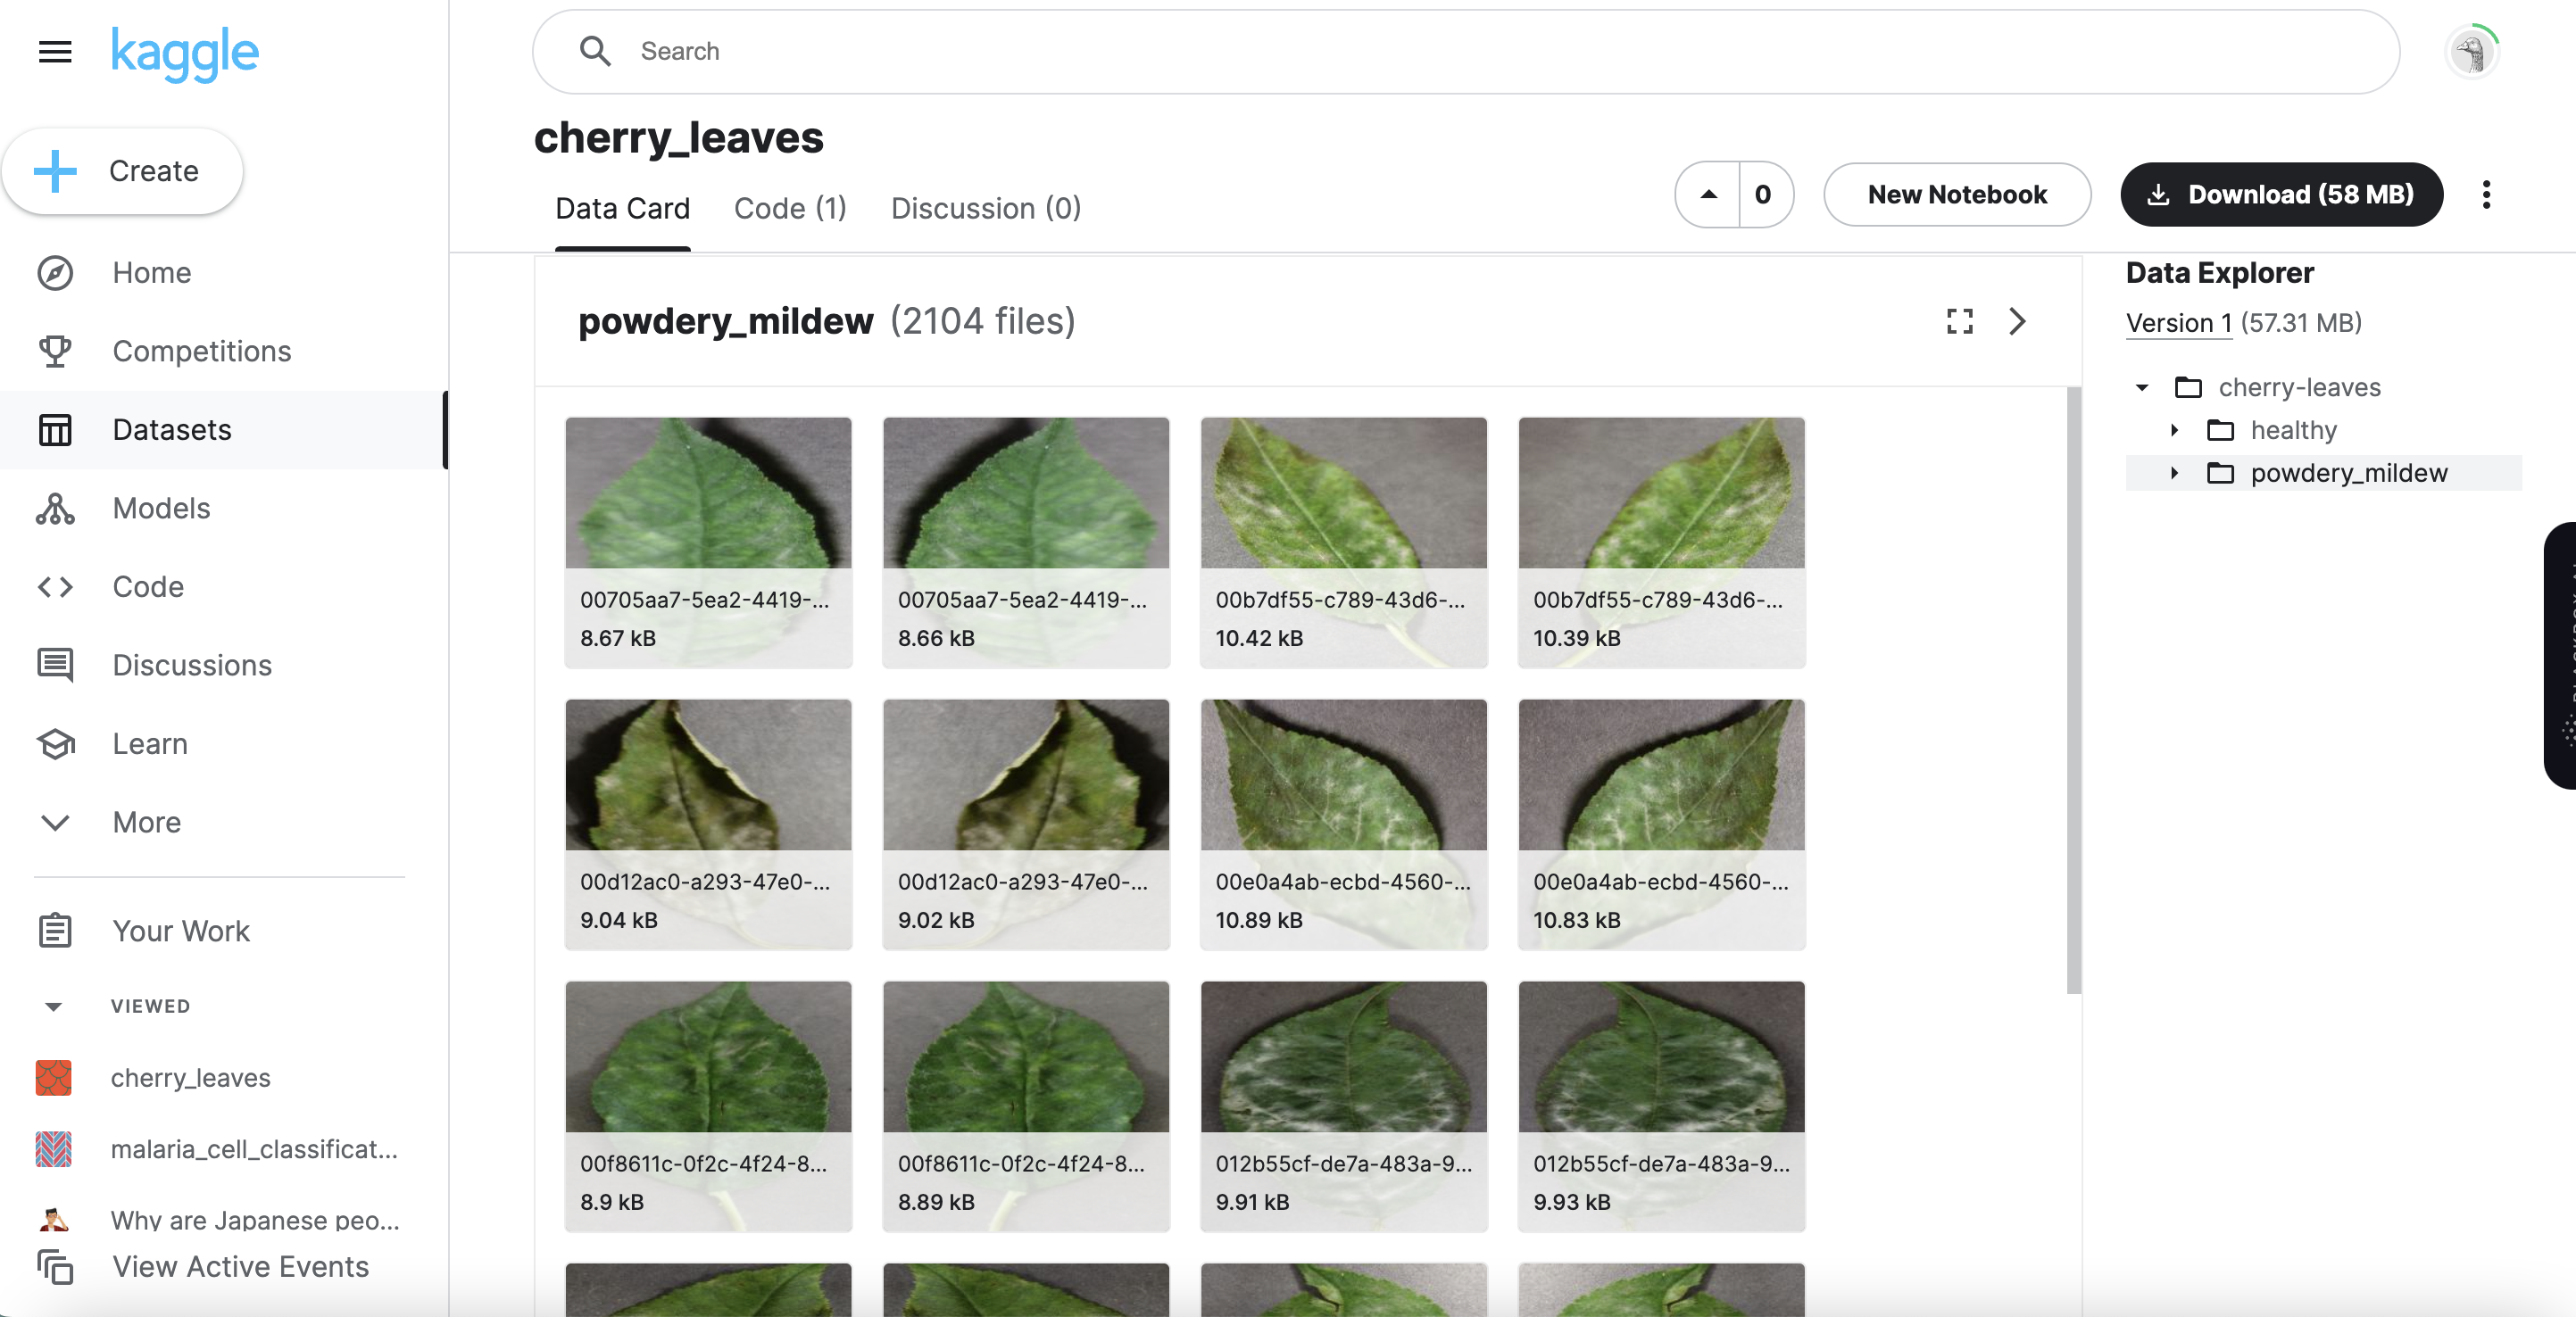 kaggle
Search
Create
Home
Competitions
Datasets
Models
Code
Discussions
Learn
More
Your Work
VIEWED
cherry_leaves
malaria_cell_classificat...
Why are Japanese peo...
View Active Events
cherry_leaves
Data Card Code (1) Discussion (0)
0 New Notebook Download (58 MB)
powdery_mildew (2104 files)
00705aa7-5ea2-4419-... 00705aa7-5ea2-4419-... 00b7df55-c789-43d6-... 00b7df55-c789-43d6-...
8.67 kB 8.66 kB 10.42 kB 10.39 kB
00d12ac0-a293-47e0-... 00d12ac0-a293-47e0-... 00e0a4ab-ecbd-4560-... 00e0a4ab-ecbd-4560-...
9.04 kB 9.02 kB 10.89 kB 10.83 kB
00f8611c-0f2c-4f24-8... 00f8611c-0f2c-4f24-8... 012b55cf-de7a-483a-9... 012b55cf-de7a-483a-9...
8.9 kB 8.89 kB 9.91 kB 9.93 kB
Data Explorer
Version 1 (57.31 MB)
cherry-leaves
healthy
powdery_mildew